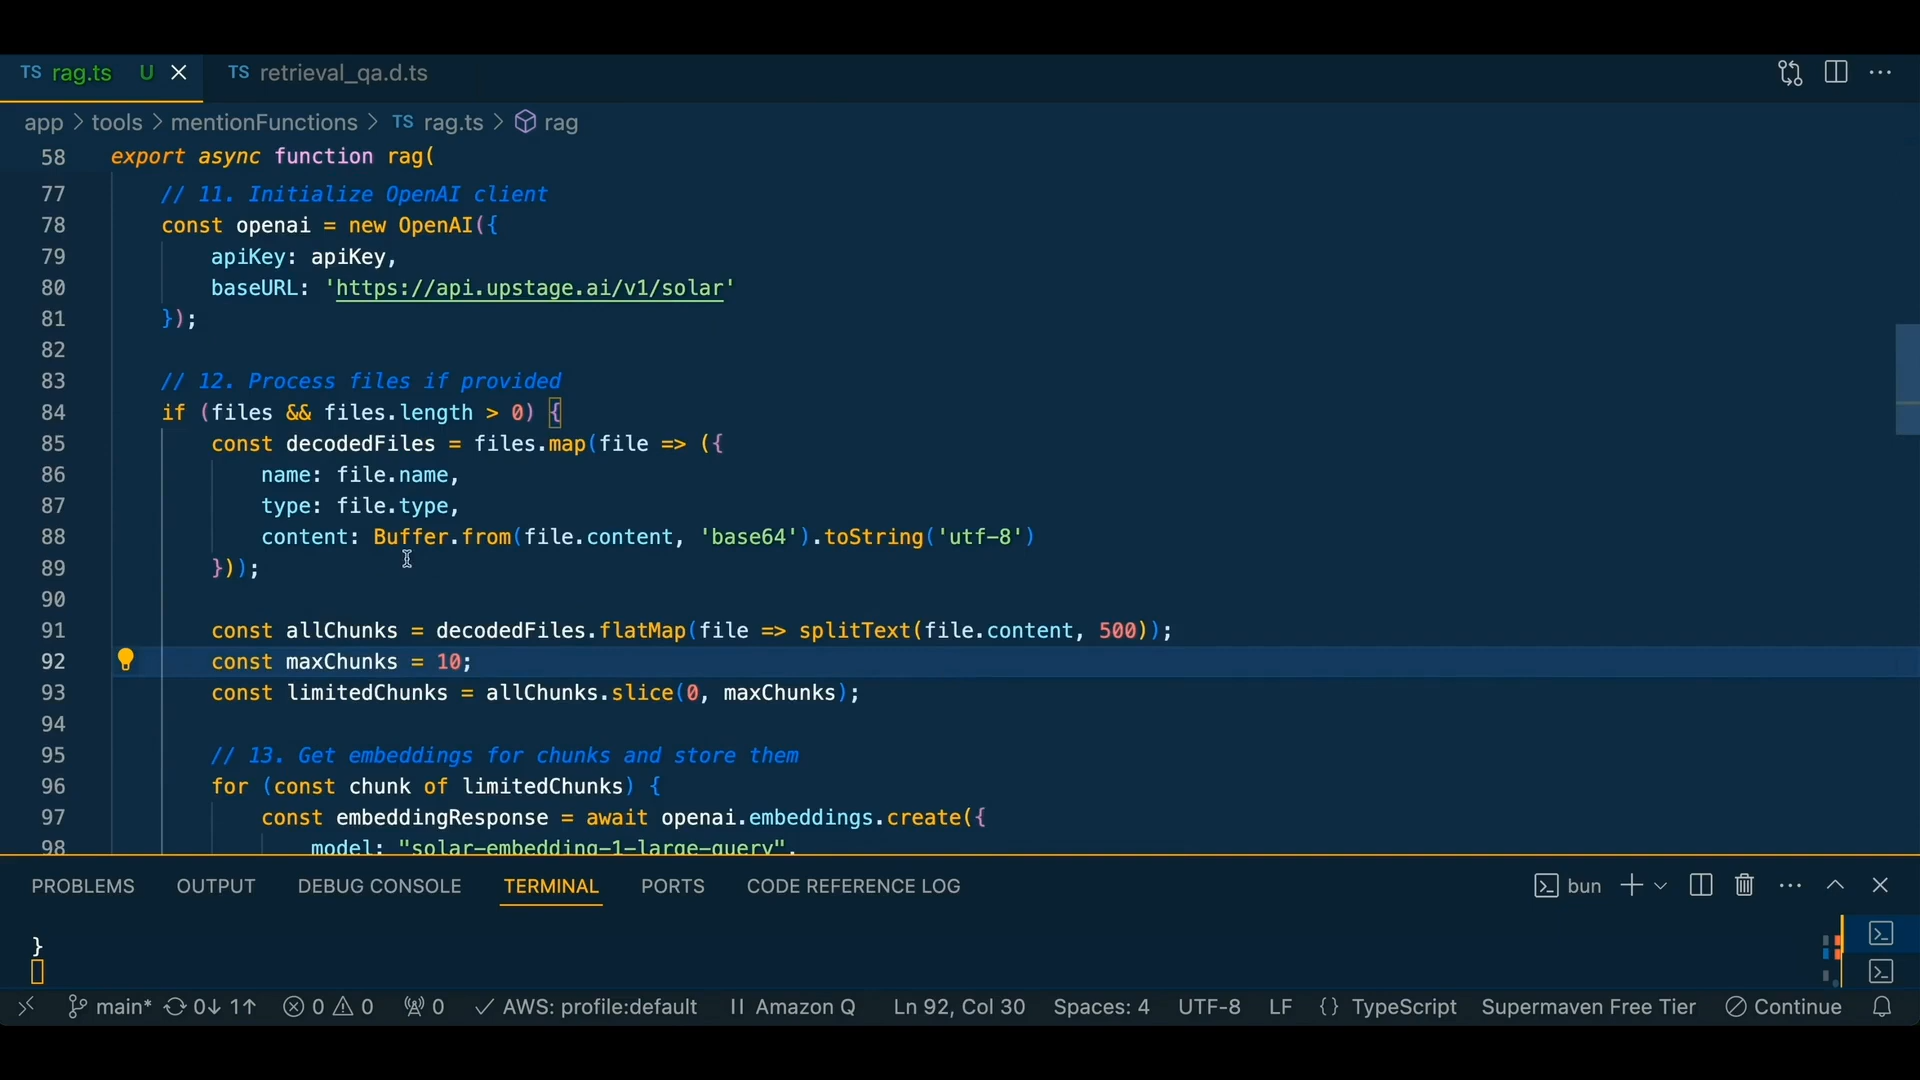 TS rag.ts U TS retrieval_qa.d.ts
app > tools > mentionFunctions > TS rag.ts > rag
58 export async function rag(
77 // 11. Initialize OpenAI client
78 const openai = new OpenAI({
79 apiKey: apiKey,
80 baseURL: 'https://api.upstage.ai/v1/solar'
81 });
82
83 // 12. Process files if provided
84 if (files && files.length > 0) {
85 const decodedFiles = files.map(file => ({
86 name: file.name,
87 type: file.type,
88 content: Buffer.from(file.content, 'base64').toString('utf-8')
89 }));
90
91 const allChunks = decodedFiles.flatMap(file => splitText(file.content, 500));
92 const maxChunks = 10;
93 const limitedChunks = allChunks.slice(0, maxChunks);
94
95 // 13. Get embeddings for chunks and store them
96 for (const chunk of limitedChunks) {
97 const embeddingResponse = await openai.embeddings.create({
98 model: "solar-embedding-1-large-query",
PROBLEMS OUTPUT DEBUG CONSOLE TERMINAL PORTS CODE REFERENCE LOG bun
}
main* 0↓ 1↑ 0 0 0 AWS: profile:default Amazon Q Ln 92, Col 30 Spaces: 4 UTF-8 LF {} TypeScript Supermaven Free Tier Continue